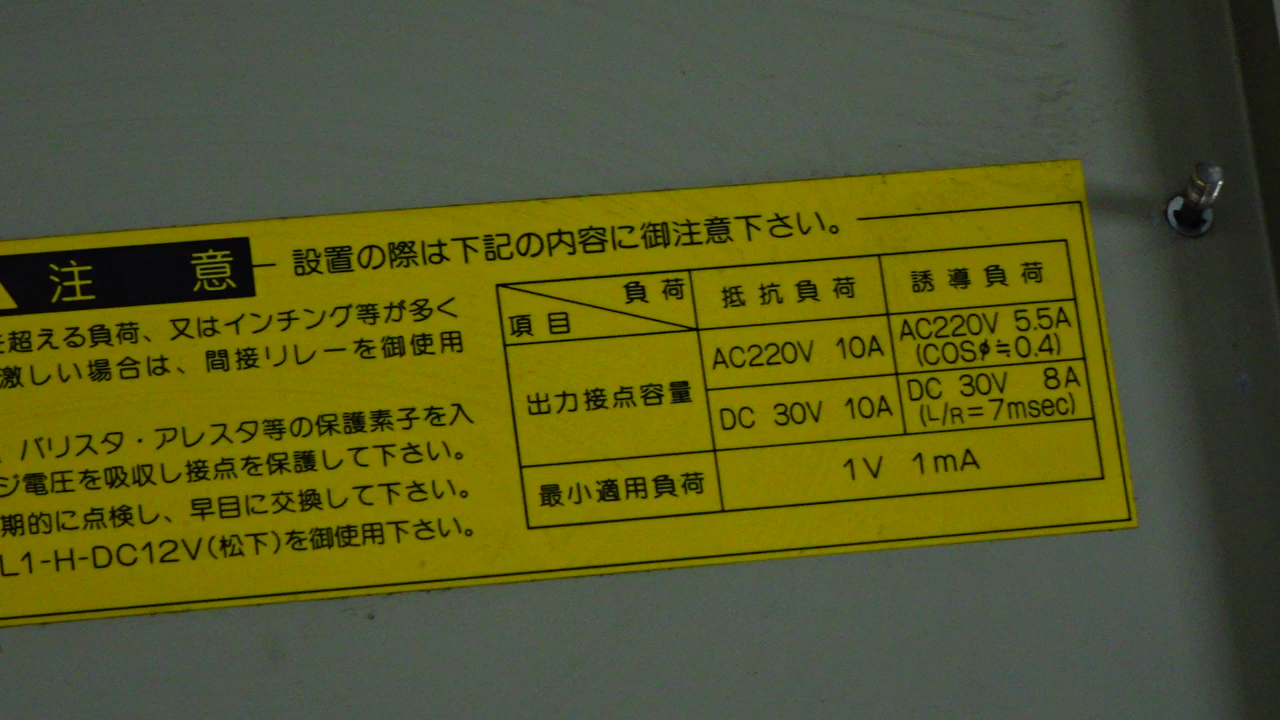 注 意 設置の際は下記の内容に御注意下さい。
を超える負荷、又はインチング等が多く
激しい場合は、間接リレーを御使用
、バリスタ・アレスタ等の保護素子を入
ジ電圧を吸収し接点を保護して下さい。
期的に点検し、早目に交換して下さい。
L1-H-DC12V(松下)を御使用下さい。
負荷 抵抗負荷 誘導負荷
項目
出力接点容量 AC220V 10A AC220V 5.5A
(COSφ≒0.4)
DC 30V 10A DC 30V 8A
(L/R=7msec)
最小適用負荷 1V 1mA